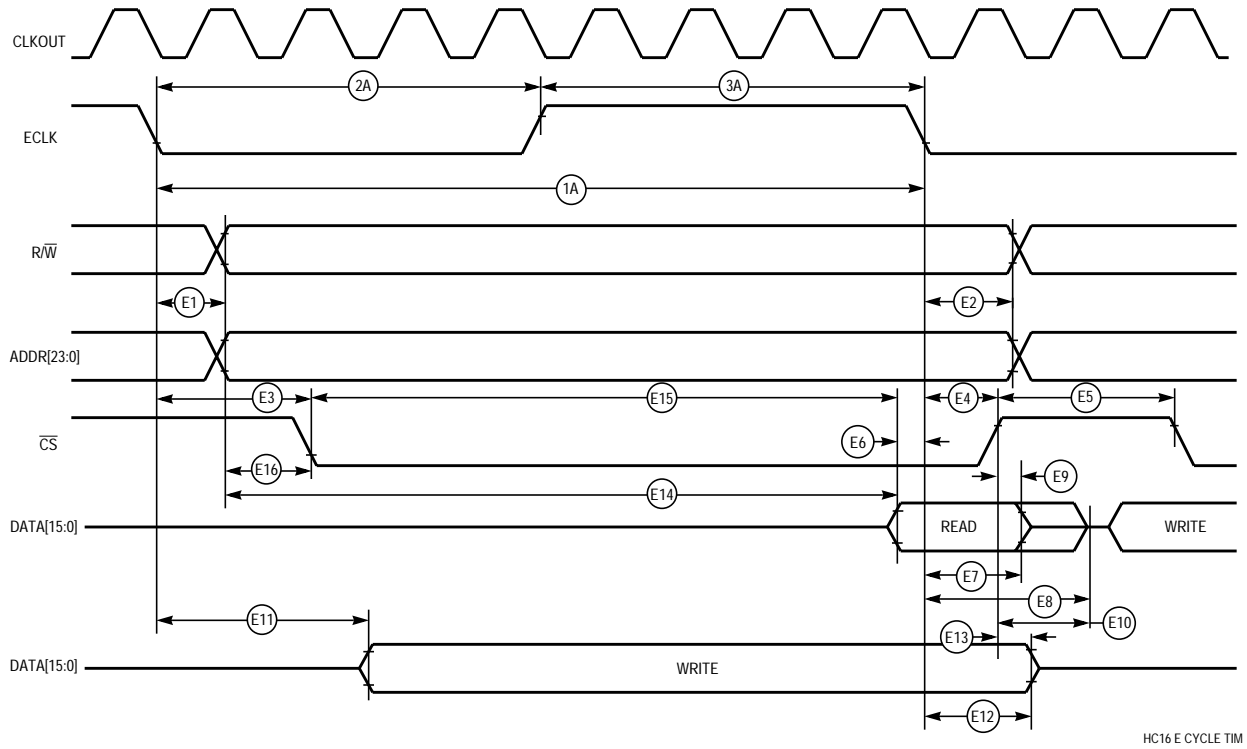 CLKOUT
2A
3A
ECLK
1A
R/W̅
E1
E2
ADDR[23:0]
E3
E15
E4
E5
C̅S̅
E6
E16
E9
E14
DATA[15:0]
READ
WRITE
E7
E8
E11
E10
E13
DATA[15:0]
WRITE
E12
HC16 E CYCLE TIM